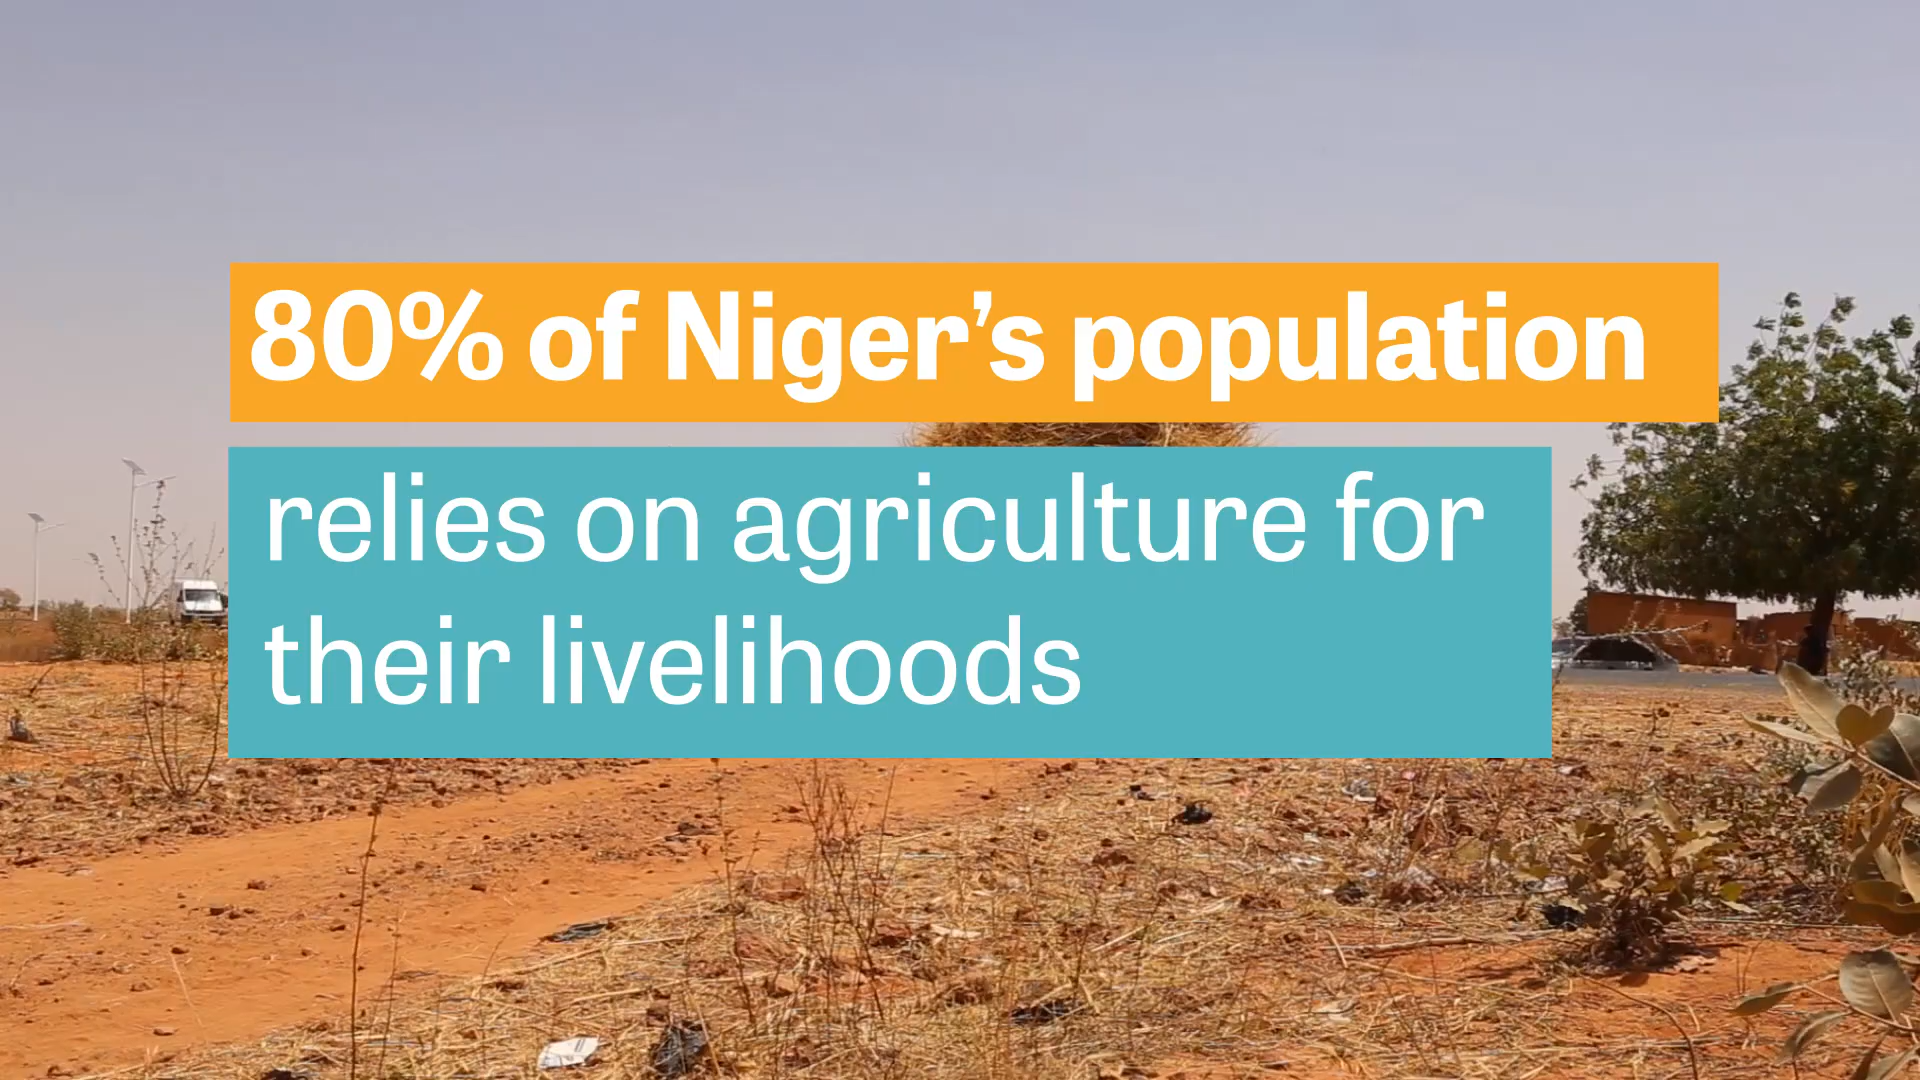 80% of Niger’s population
relies on agriculture for
their livelihoods